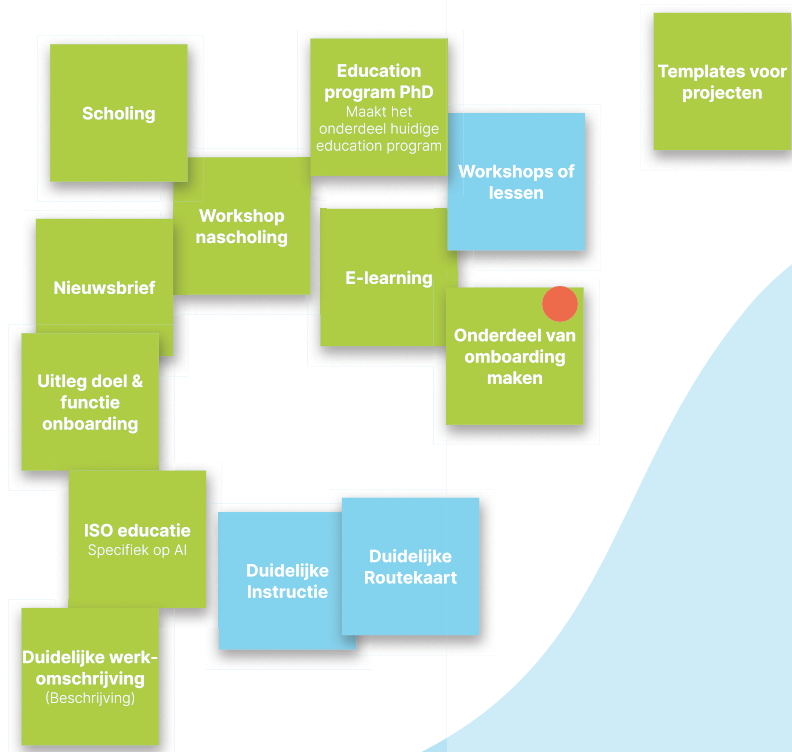 Scholing
Education
program PhD
Maakt het
onderdeel huidige
education program
Templates voor
projecten
Workshops of
lessen
Workshop
nascholing
E-learning
Nieuwsbrief
Onderdeel van
omboarding
maken
Uitleg doel &
functie
onboarding
ISO educatie
Specifiek op AI
Duidelijke
Instructie
Duidelijke
Routekaart
Duidelijke werk-
omschrijving
(Beschrijving)